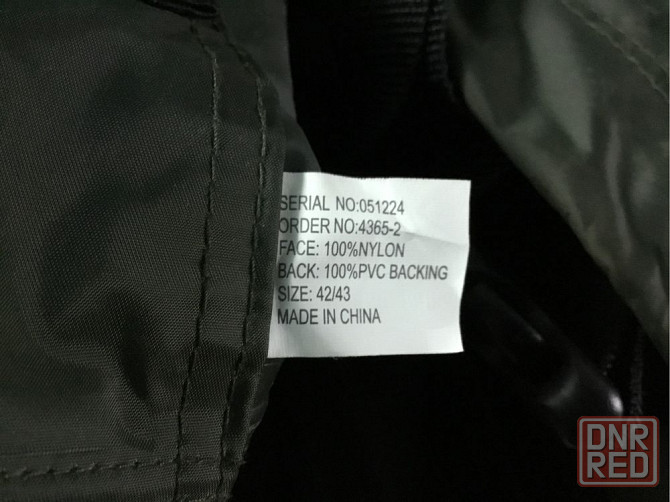 SERIAL NO:051224
ORDER NO:4365-2
FACE: 100%NYLON
BACK: 100%PVC BACKING
SIZE: 42/43
MADE IN CHINA
DNR
RED